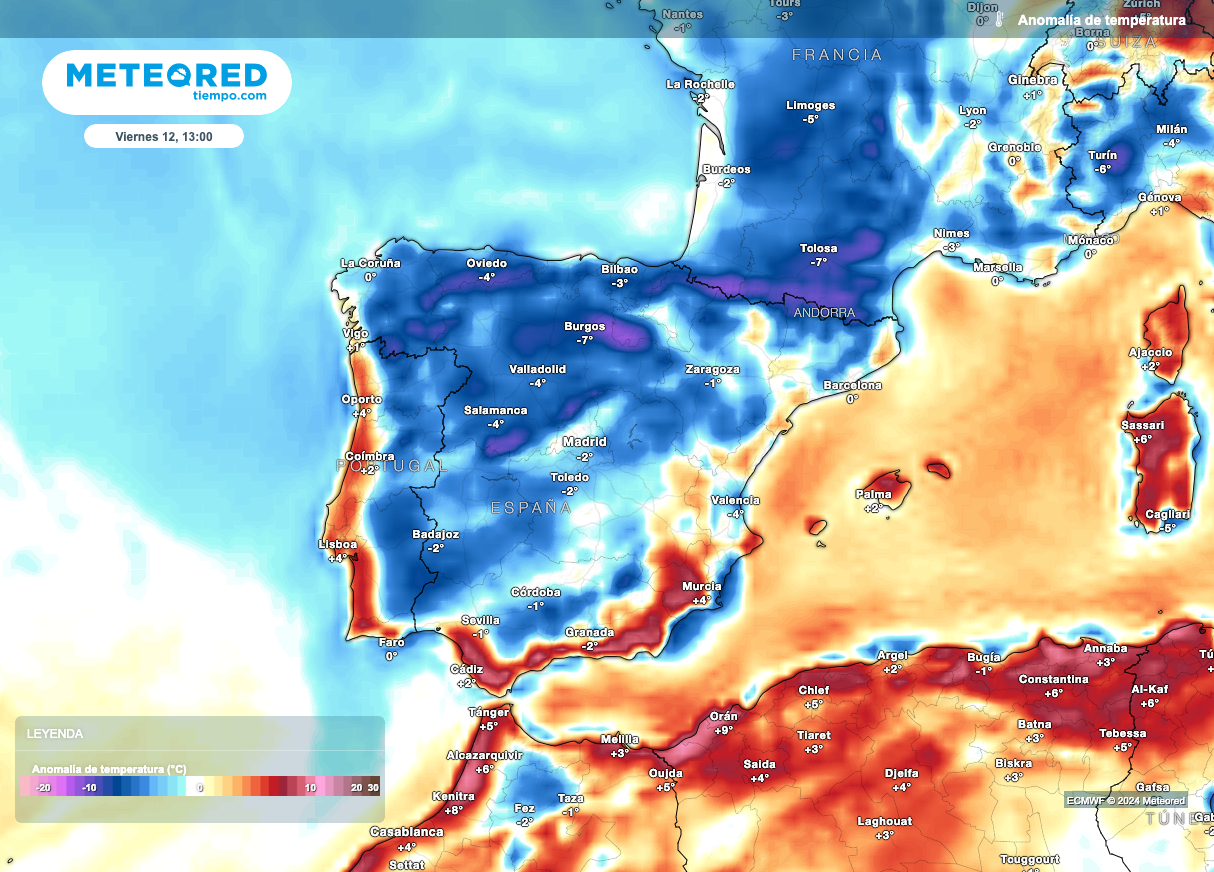 Nantes
-1°
Tours
-3°
Dijon
0°
Anomalía de temperatura
Zúrich
-5°
Berna
0°
SUIZA
METEORED
tiempo.com
Viernes 12, 13:00
FRANCIA
La Rochelle
-2°
Limoges
-5°
Ginebra
+1°
Lyon
-2°
Grenoble
0°
Milán
-4°
Turín
-6°
Burdeos
-2°
Génova
+1°
Nimes
-3°
Mónaco
0°
Tolosa
-7°
Marsella
0°
La Coruña
0°
Oviedo
-4°
Bilbao
-3°
ANDORRA
Vigo
+1°
Burgos
-7°
Ajaccio
+2°
Valladolid
-4°
Zaragoza
-1°
Barcelona
0°
Oporto
+4°
Salamanca
-4°
Madrid
-2°
Sassari
+6°
Coímbra
+2°
PORTUGAL
Toledo
-2°
ESPAÑA
Valencia
-4°
Palma
+2°
Cagliari
-5°
Lisboa
+4°
Badajoz
-2°
Córdoba
-1°
Murcia
+4°
Sevilla
-1°
Granada
-2°
Faro
0°
Cádiz
+2°
Argel
+2°
Bugía
-1°
Annaba
+3°
Constantina
+6°
Chlef
+5°
Al-Kaf
+6°
Tánger
+5°
Orán
+9°
Batna
+3°
Tebessa
+5°
Melilla
+3°
Tiaret
+3°
Alcazarquivir
+6°
Oujda
+5°
Saida
+4°
Djelfa
+4°
Biskra
+3°
Gafsa
Kenitra
+8°
Fez
-2°
Taza
-1°
ECMWF © 2024 Meteored
TÚNE
Laghouat
+3°
Casablanca
+4°
Settat
Touggourt
LEYENDA
Anomalía de temperatura (°C)
-20 -10 0 10 20 30